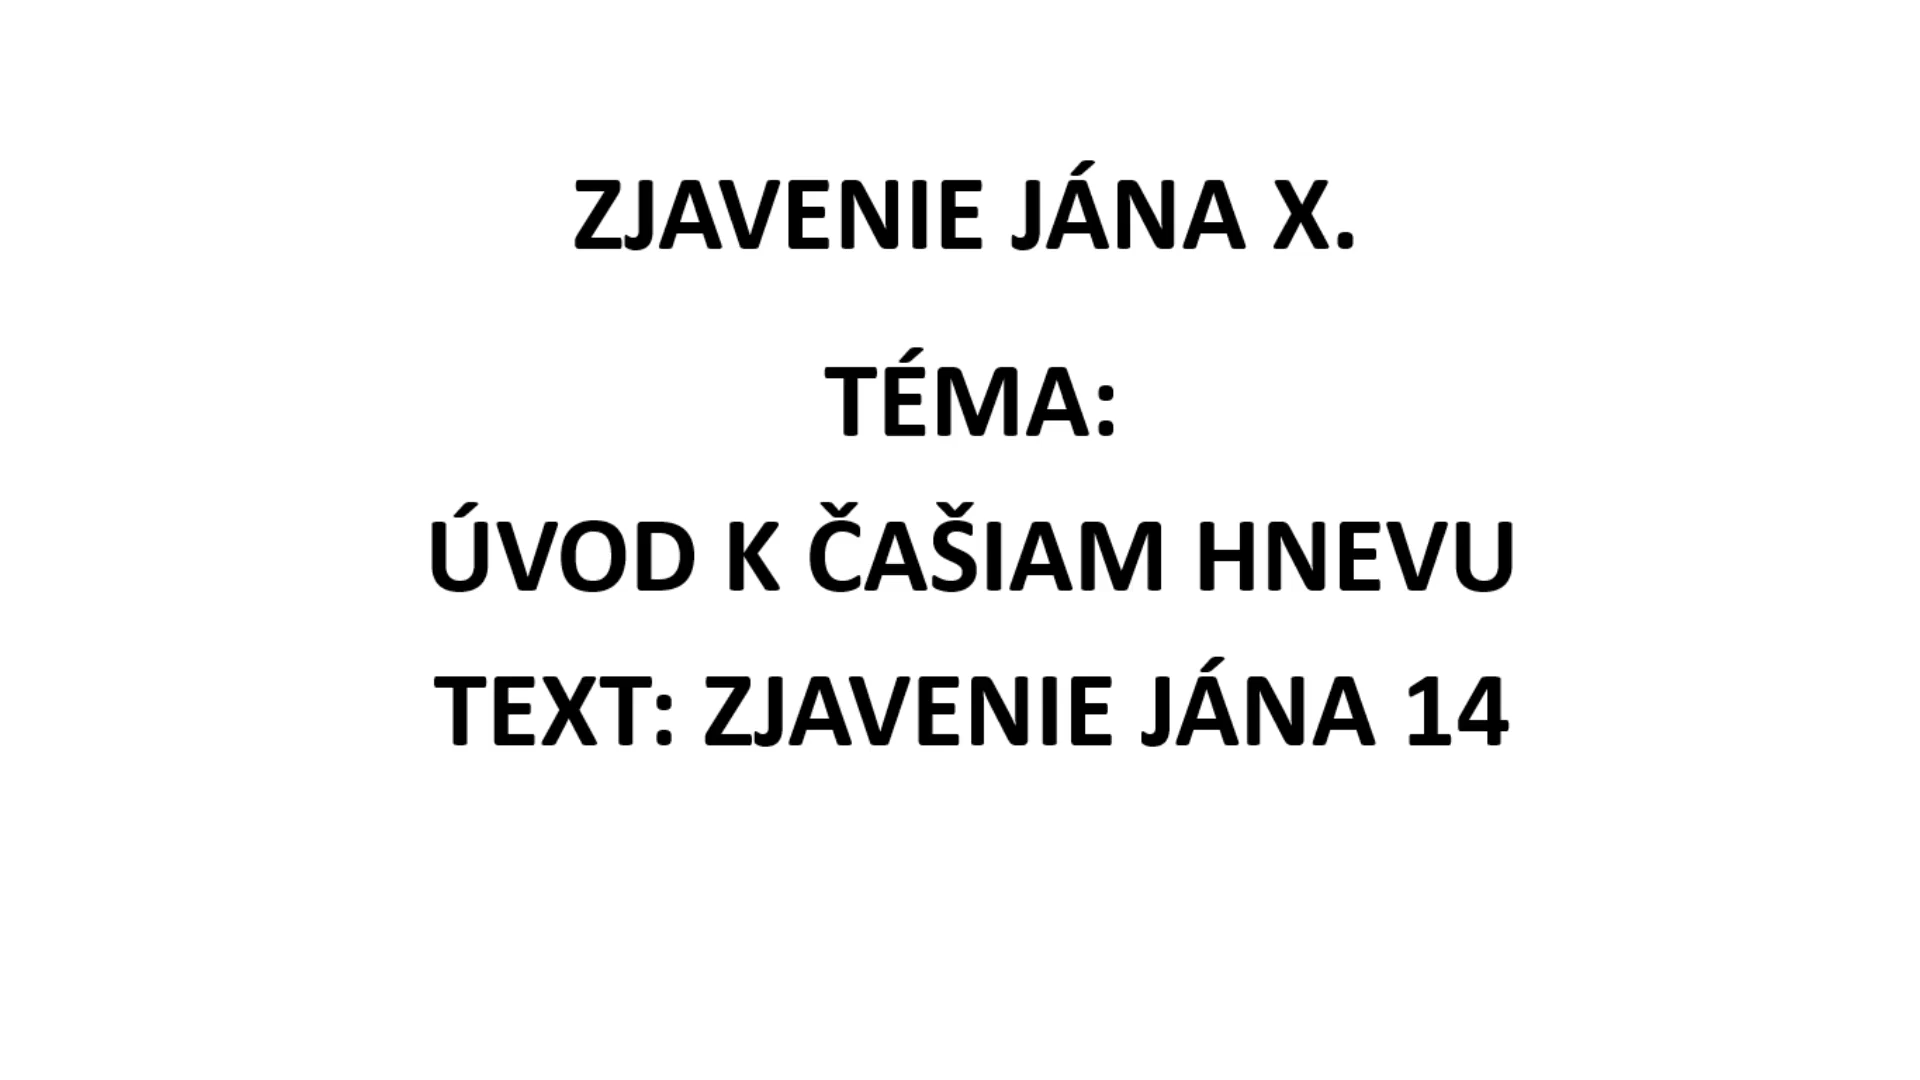 ZJAVENIE JÁNA X.
TÉMA:
ÚVOD K ČAŠIAM HNEVU
TEXT: ZJAVENIE JÁNA 14